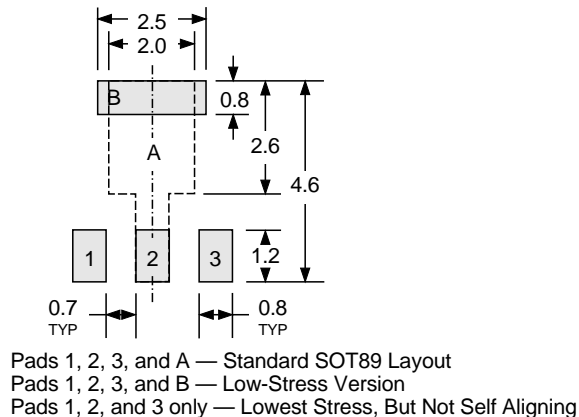 2.5
2.0
B
0.8
A
2.6
4.6
1
2
3
1.2
0.7
TYP
0.8
TYP
Pads 1, 2, 3, and A — Standard SOT89 Layout
Pads 1, 2, 3, and B — Low-Stress Version
Pads 1, 2, and 3 only — Lowest Stress, But Not Self Aligning